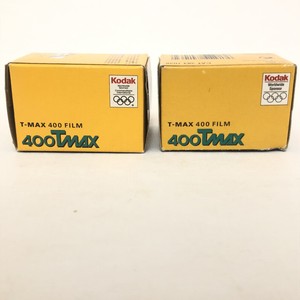 Kodak
T-MAX 400 FILM
400TMAX
Kodak
Worldwide
Sponsor
T-MAX 400 FILM
400TMAX